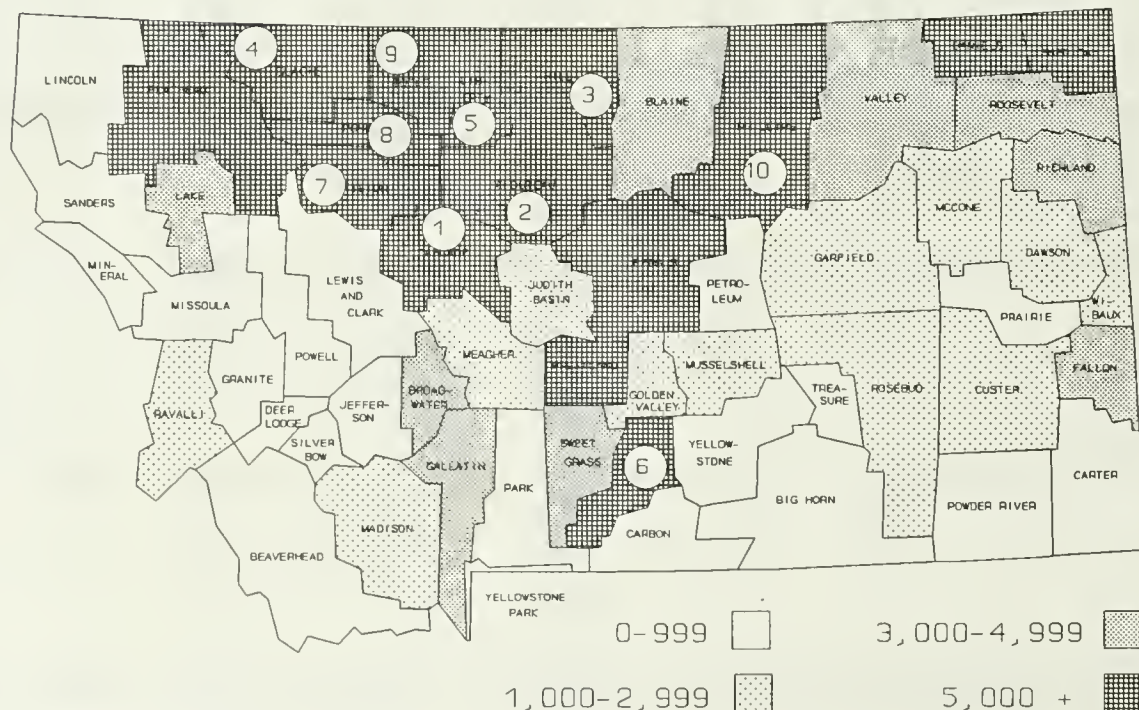 4
9
LINCOLN
GLACIER
3
BLAINE
VALLEY
ROOSEVELT
5
8
10
RICHLAND
SANDERS
LAKE
7
MCCONE
2
1
DAWSON
MIN-
ERAL
GARFIELD
LEWIS
AND
CLARK
JUDITH
BASIN
PETRO-
LEUM
MISSOULA
WI-
BAUX
PRAIRIE
MEAGHER
POWELL
MUSSELSHELL
FALLON
GRANITE
BROAD-
WATER
GOLDEN
VALLEY
TREA-
SURE
ROSEBUD
CUSTER
RAVALLI
DEER
LODGE
JEFFER-
SON
SILVER
BOW
SWEET
GRASS
YELLOW-
STONE
GALLATIN
6
PARK
CARTER
BIG HORN
POWDER RIVER
MADISON
CARBON
BEAVERHEAD
YELLOWSTONE
PARK
0-999
3,000-4,999
1,000-2,999
5,000 +